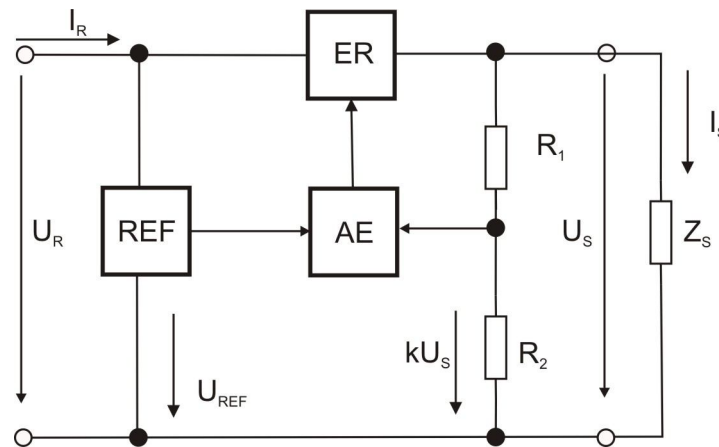 I_R
ER
R_1
I_S
U_R
REF
AE
U_S
Z_S
U_REF
kU_S
R_2